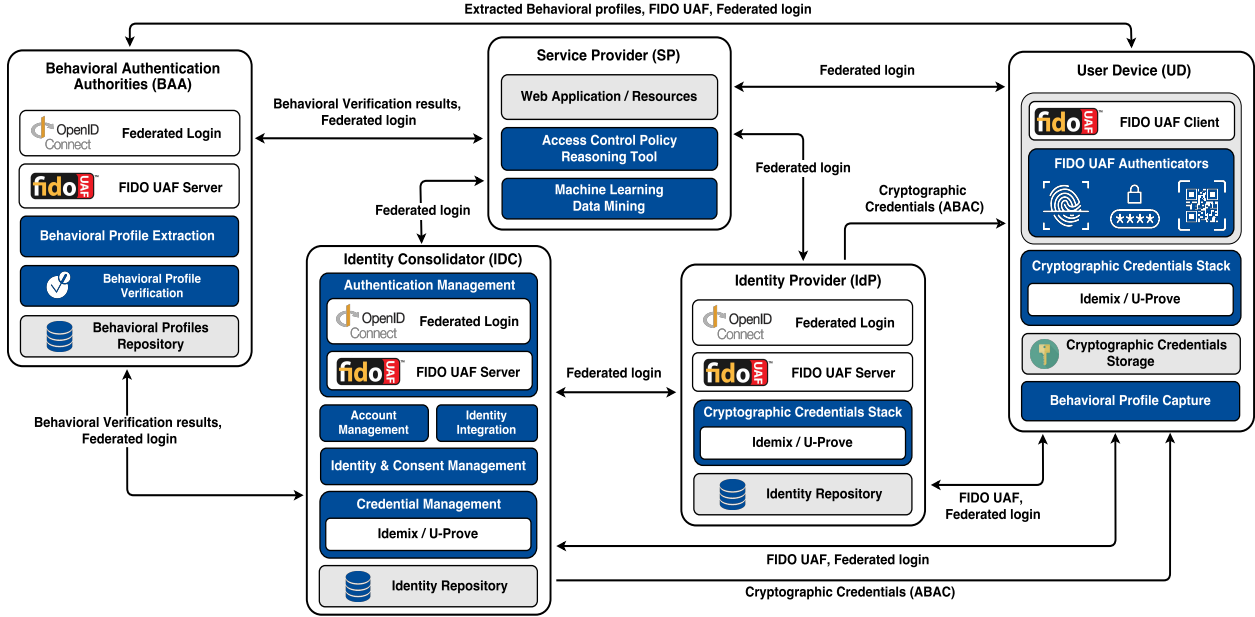 Extracted Behavioral profiles, FIDO UAF, Federated login
Behavioral Authentication
Authorities (BAA)
OpenID
Connect
Federated Login
fido UAF ™
FIDO UAF Server
Behavioral Profile Extraction
Behavioral Profile
Verification
Behavioral Profiles
Repository
Behavioral Verification results,
Federated login
Service Provider (SP)
Web Application / Resources
Access Control Policy
Reasoning Tool
Machine Learning
Data Mining
Federated login
Federated login
Federated login
Cryptographic
Credentials (ABAC)
User Device (UD)
fido UAF ™
FIDO UAF Client
FIDO UAF Authenticators
****
Cryptographic Credentials Stack
Idemix / U-Prove
Cryptographic Credentials
Storage
Behavioral Profile Capture
Identity Consolidator (IDC)
Authentication Management
OpenID
Connect
Federated Login
fido UAF ™
FIDO UAF Server
Account
Management
Identity
Integration
Identity & Consent Management
Credential Management
Idemix / U-Prove
Identity Repository
Federated login
Identity Provider (IdP)
OpenID
Connect
Federated Login
fido UAF ™
FIDO UAF Server
Cryptographic Credentials Stack
Idemix / U-Prove
Identity Repository
Behavioral Verification results,
Federated login
FIDO UAF,
Federated login
FIDO UAF, Federated login
Cryptographic Credentials (ABAC)